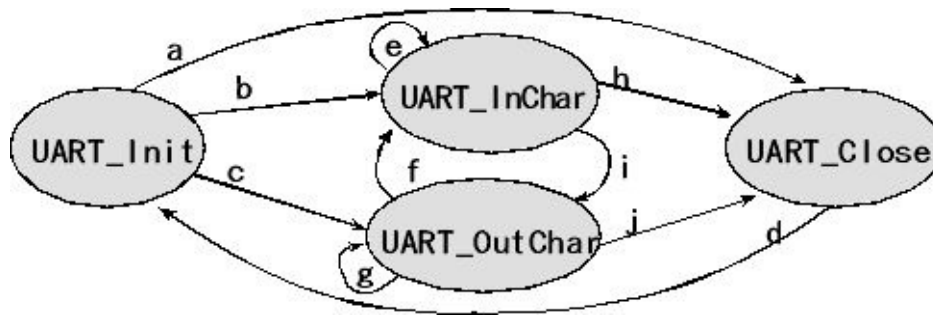 a
e
b
UART_InChar
h
UART_Init
UART_Close
c
f
i
UART_OutChar
j
d
g